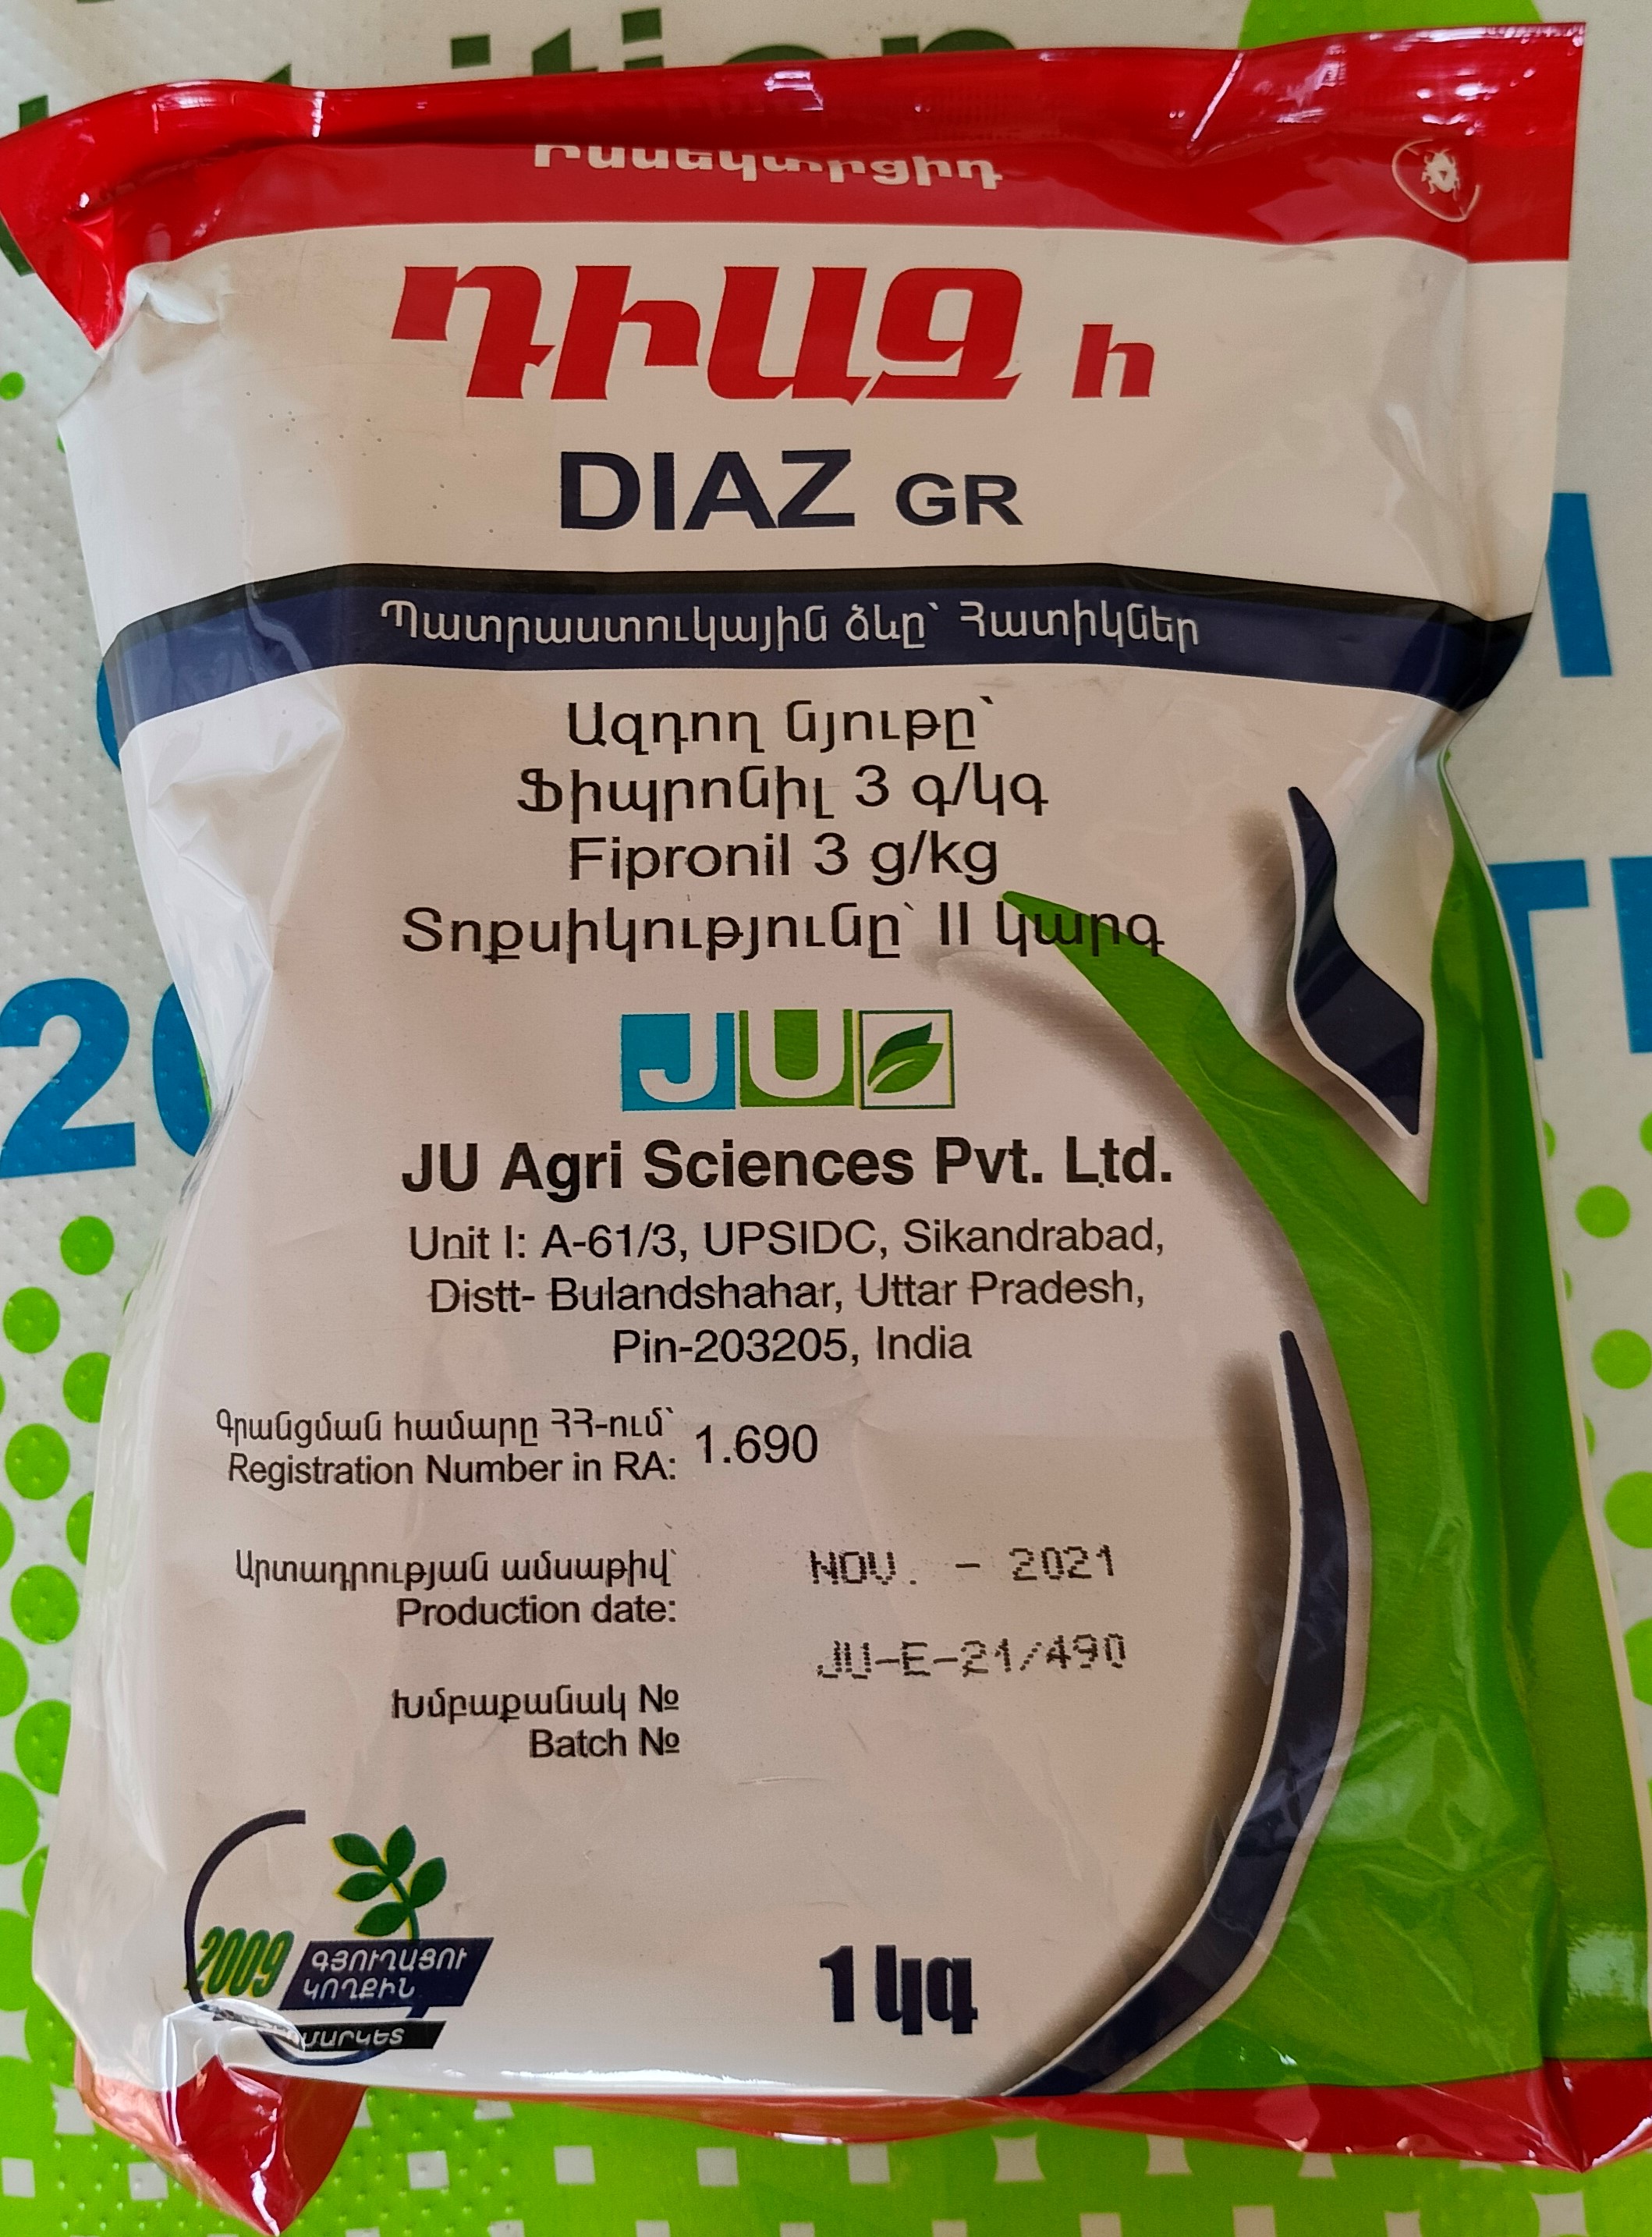 Ինսեկտիցիդ
ԴԻԱԶ հ
DIAZ GR
Պատրաստուկային ձևը՝ Հատիկներ
Ազդող նյութը՝
Ֆիպրոնիլ 3 գ/կգ
Fipronil 3 g/kg
Տոքսիկությունը՝ II կարգ
JU
JU Agri Sciences Pvt. Ltd.
Unit I: A-61/3, UPSIDC, Sikandrabad,
Distt- Bulandshahar, Uttar Pradesh,
Pin-203205, India
Գրանցման համարը ՀՀ-ում՝ 1.690
Registration Number in RA:
Արտադրության ամսաթիվ՝ NOV. - 2021
Production date:
JU-E-21/490
Խմբաքանակ №
Batch №
2009 ԳՅՈՒՂԱՑՈՒ
ԿՈՂՔԻՆ
1 կգ